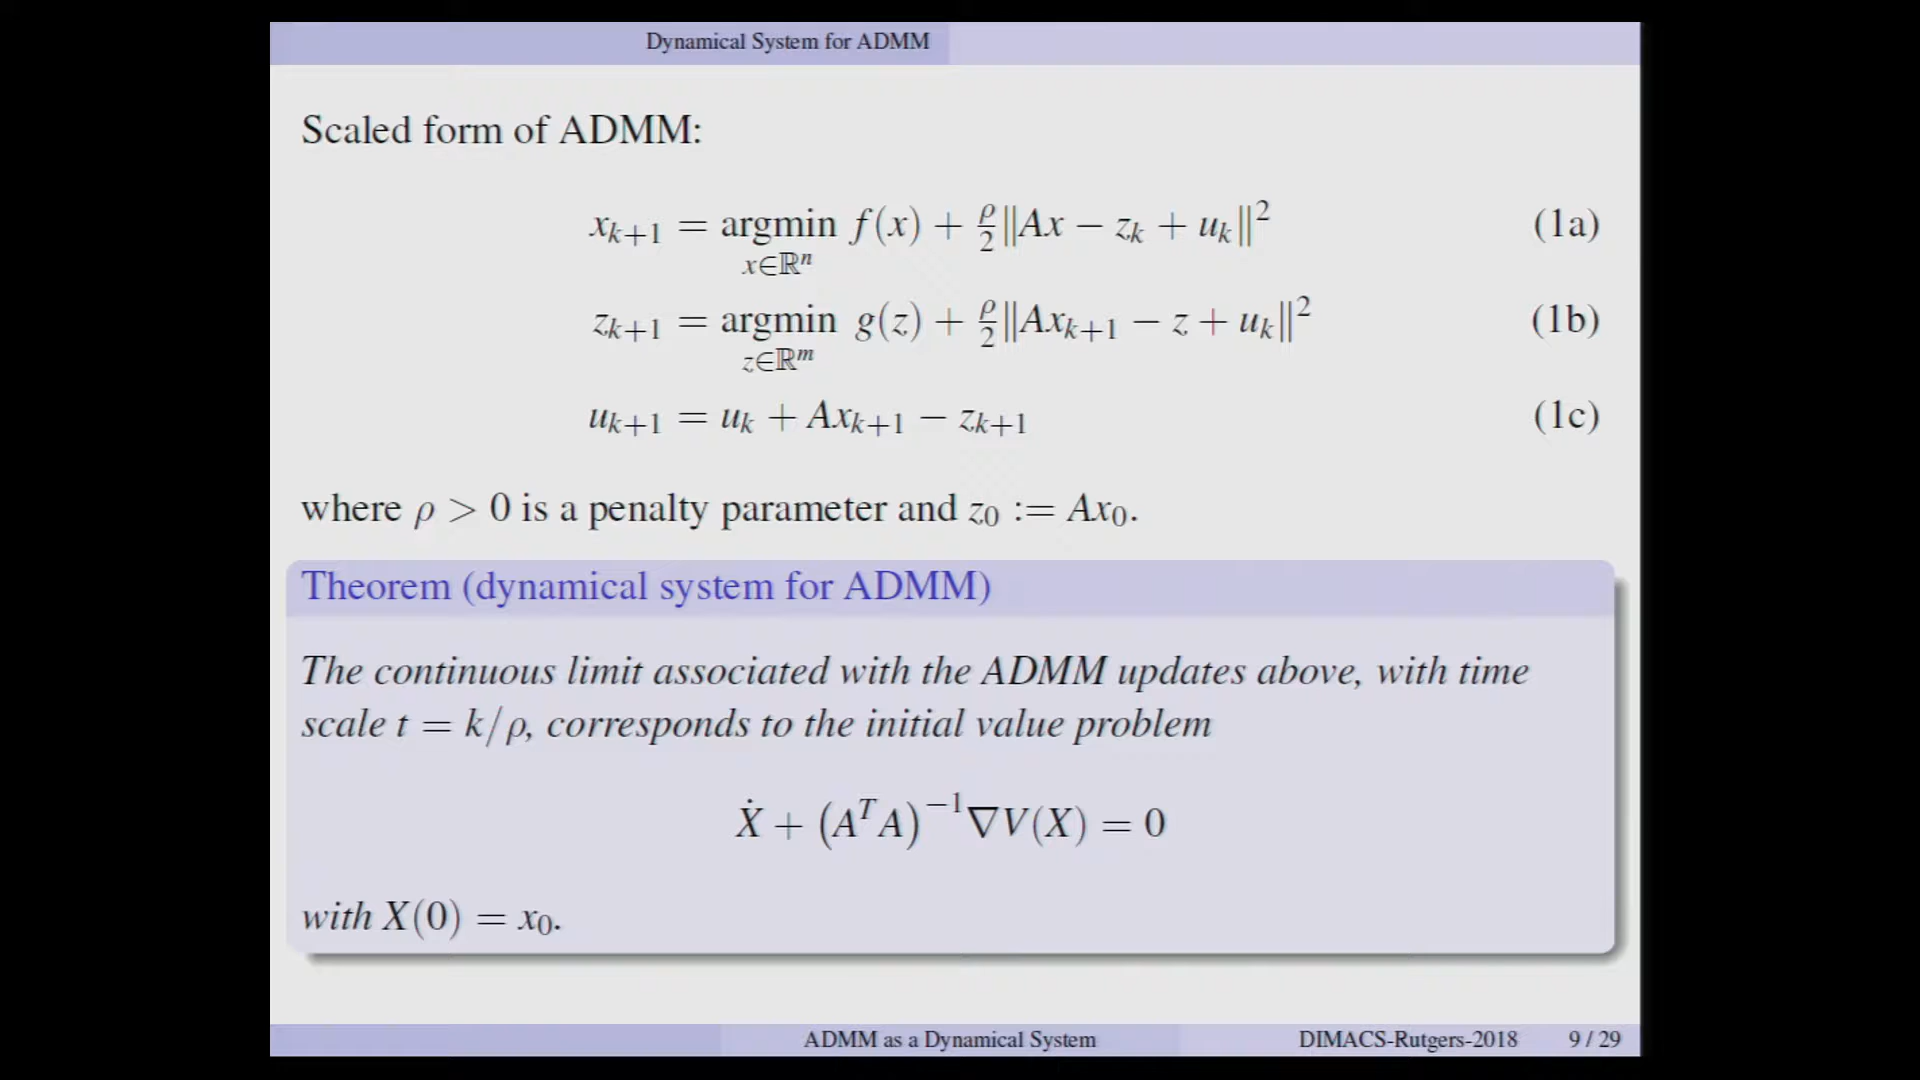 Dynamical System for ADMM
Scaled form of ADMM:
x_{k+1} = argmin_{x∈ℝ^n} f(x) + ρ/2 ‖Ax − z_k + u_k‖² (1a)
z_{k+1} = argmin_{z∈ℝ^m} g(z) + ρ/2 ‖Ax_{k+1} − z + u_k‖² (1b)
u_{k+1} = u_k + Ax_{k+1} − z_{k+1} (1c)
where ρ > 0 is a penalty parameter and z_0 := Ax_0.
Theorem (dynamical system for ADMM)
The continuous limit associated with the ADMM updates above, with time
scale t = k/ρ, corresponds to the initial value problem
Ẋ + (A^T A)^{−1} ∇V(X) = 0
with X(0) = x_0.
ADMM as a Dynamical System DIMACS-Rutgers-2018 9 / 29